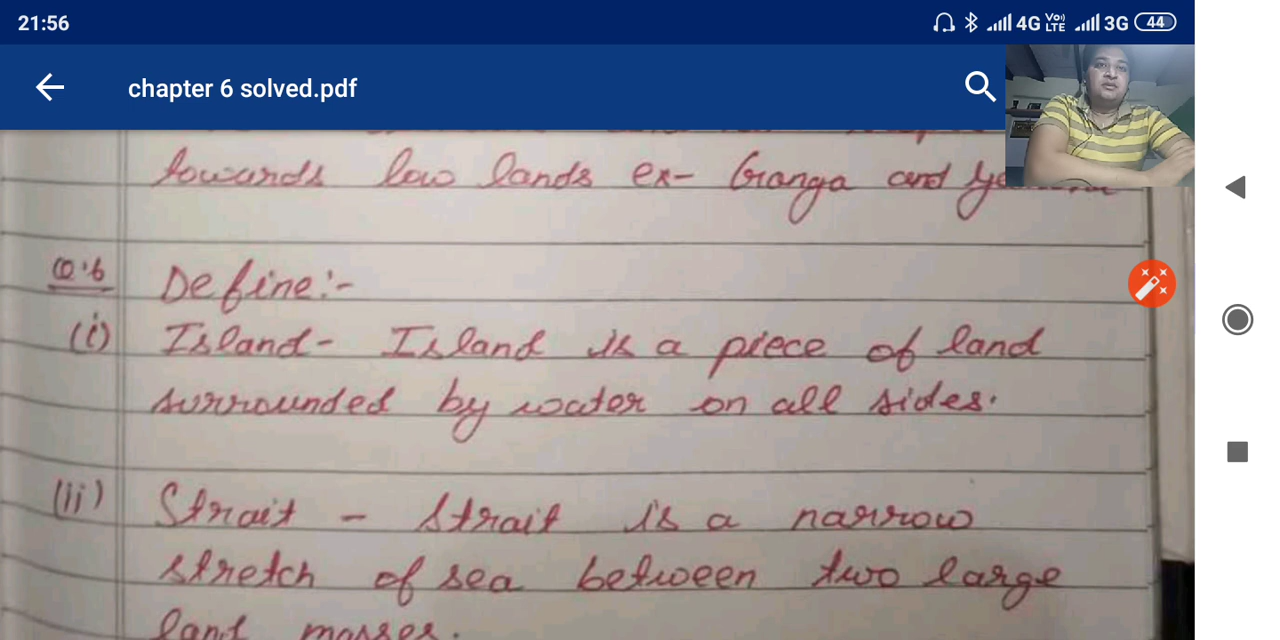 21:56
4G Vo)) LTE 3G 44
chapter 6 solved.pdf
towards low lands ex- Ganga and
Q.6 Define:-
(i) Island- Island is a piece of land
surrounded by water on all sides.
(ii) Strait - Strait is a narrow
stretch of sea between two large
land masses.